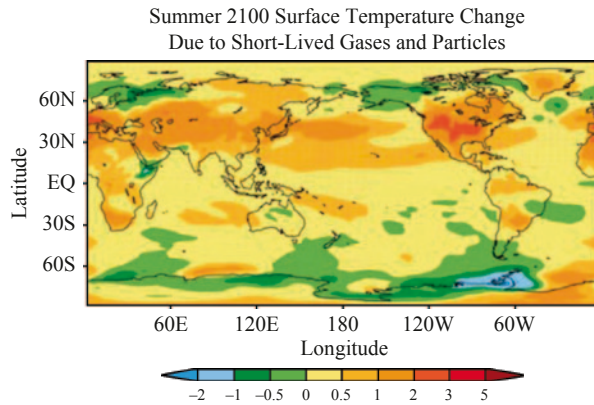 Summer 2100 Surface Temperature Change
Due to Short-Lived Gases and Particles
60N
30N
EQ
30S
60S
Latitude
60E 120E 180 120W 60W
Longitude
−2 −1 −0.5 0 0.5 1 2 3 5